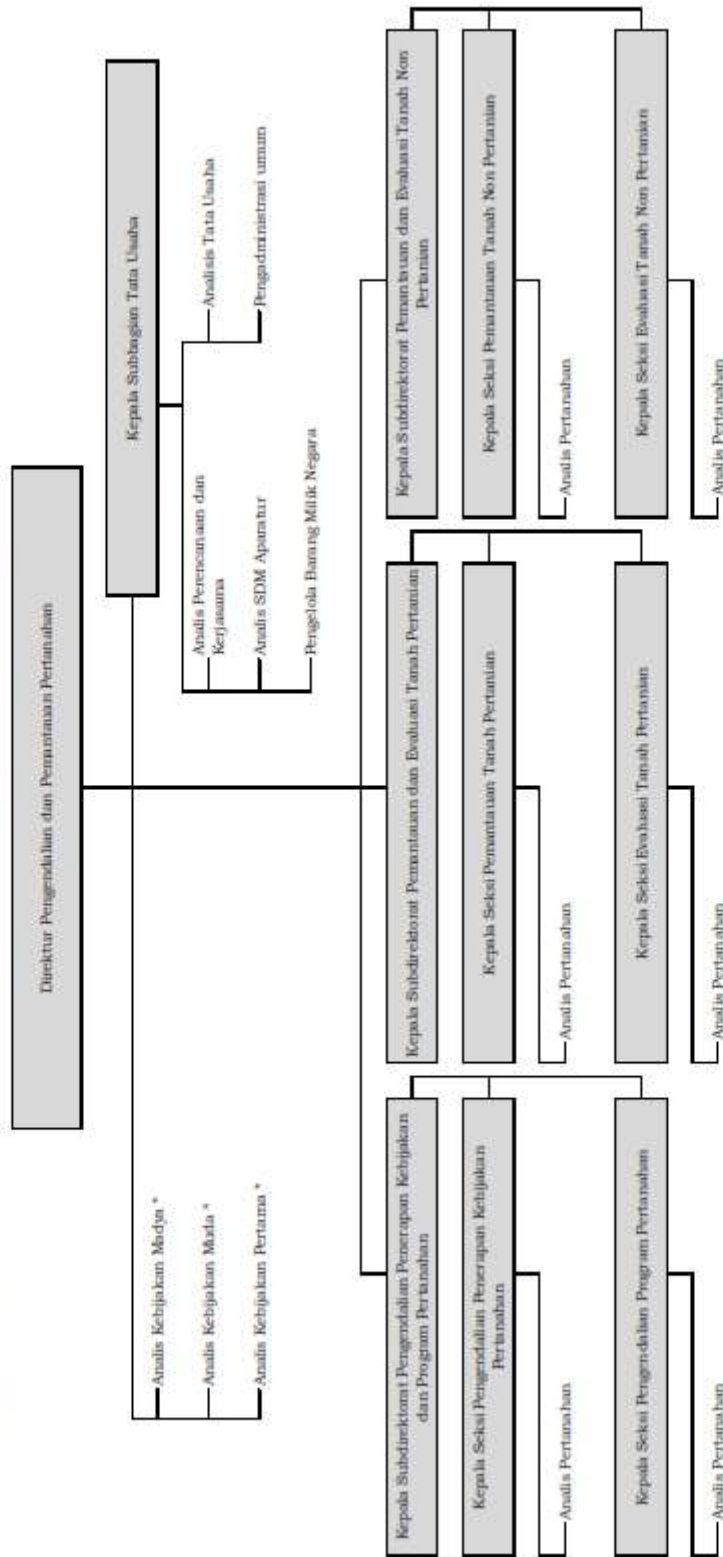 Direktur Pengendalian dan Pemantauan Pertanahan
Kepala Subbagian Tata Usaha
Analis Kebijakan Madya *
Analis Kebijakan Muda *
Analis Kebijakan Pertama *
Analis Perencanaan dan
Kerjasama
Analis SDM Aparatur
Pengelola Barang Milik Negara
Analisis Tata Usaha
Pengadministrasi umum
Kepala Subdirektorat Pengendalian Penerapan Kebijakan
dan Program Pertanahan
Kepala Seksi Pengendalian Penerapan Kebijakan
Pertanahan
Analis Pertanahan
Kepala Seksi Pengendalian Program Pertanahan
Analis Pertanahan
Kepala Subdirektorat Pemantauan dan Evaluasi Tanah Pertanian
Kepala Seksi Pemantauan Tanah Pertanian
Analis Pertanahan
Kepala Seksi Evaluasi Tanah Pertanian
Analis Pertanahan
Kepala Subdirektorat Pemantauan dan Evaluasi Tanah Non
Pertanian
Kepala Seksi Pemantauan Tanah Non Pertanian
Analis Pertanahan
Kepala Seksi Evaluasi Tanah Non Pertanian
Analis Pertanahan